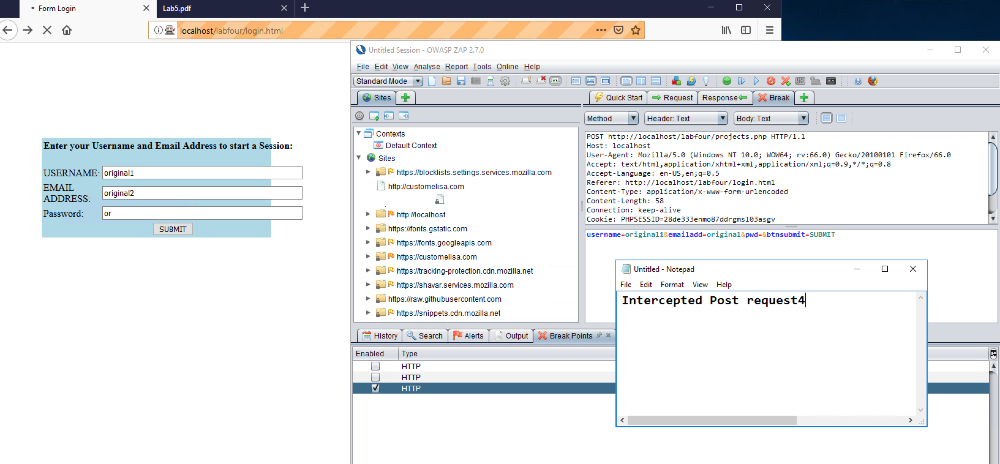 Form Login
Lab5.pdf
localhost/labfour/login.html
Enter your Username and Email Address to start a Session:
USERNAME: original1
EMAIL ADDRESS: original2
Password: or
SUBMIT
Untitled Session - OWASP ZAP 2.7.0
File Edit View Analyse Report Tools Online Help
Standard Mode
Sites
Quick Start Request Response Break
Method Header: Text Body: Text
Contexts
Default Context
Sites
https://blocklists.settings.services.mozilla.com
http://customelisa.com
http://localhost
https://fonts.gstatic.com
https://fonts.googleapis.com
https://customelisa.com
https://tracking-protection.cdn.mozilla.net
https://shavar.services.mozilla.com
https://raw.githubusercontent.com
https://snippets.cdn.mozilla.net
POST http://localhost/labfour/projects.php HTTP/1.1
Host: localhost
User-Agent: Mozilla/5.0 (Windows NT 10.0; WOW64; rv:66.0) Gecko/20100101 Firefox/66.0
Accept: text/html,application/xhtml+xml,application/xml;q=0.9,*/*;q=0.8
Accept-Language: en-US,en;q=0.5
Referer: http://localhost/labfour/login.html
Content-Type: application/x-www-form-urlencoded
Content-Length: 58
Connection: keep-alive
Cookie: PHPSESSID=28de333enmo87ddrgmsl03asgv
username=original1&emailadd=original&pwd=&btnsubmit=SUBMIT
Untitled - Notepad
File Edit Format View Help
Intercepted Post request4
History Search Alerts Output Break Points
Enabled Type
HTTP
HTTP
HTTP